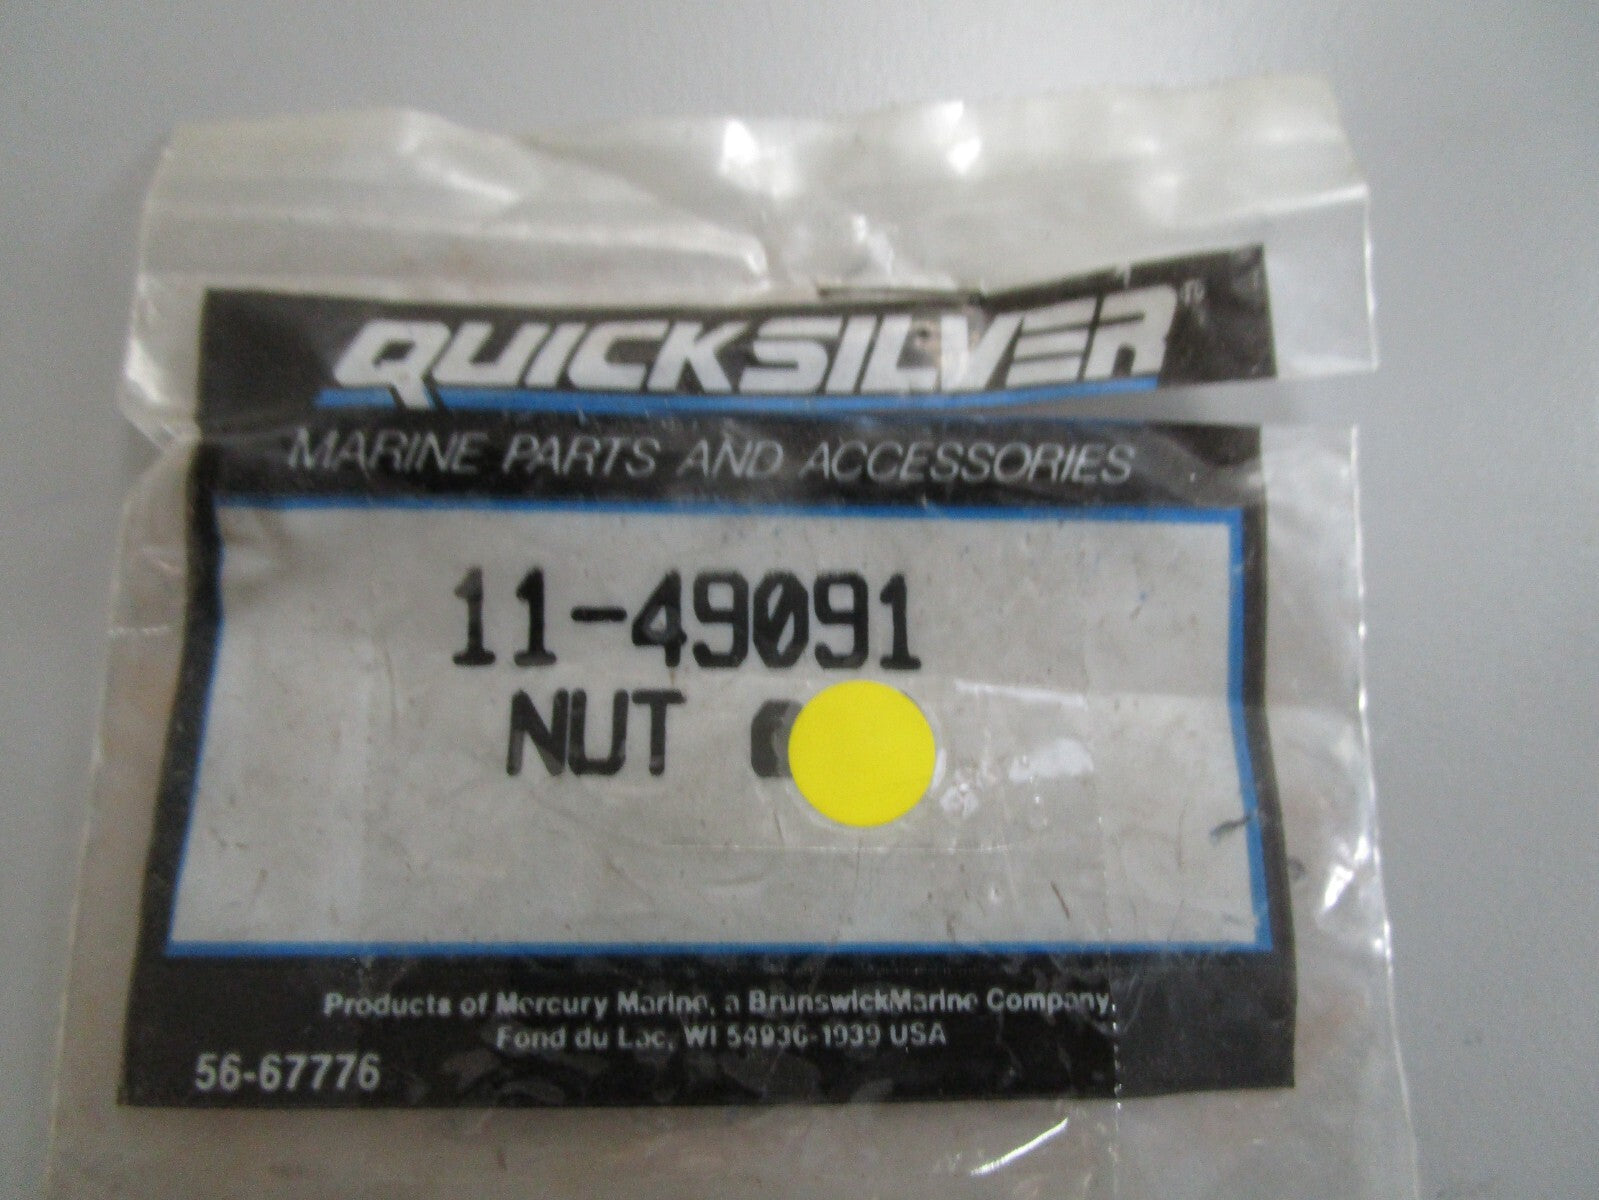 QUICKSILVER®
MARINE PARTS AND ACCESSORIES
11-49091
NUT
Products of Mercury Marine, a BrunswickMarine Company,
Fond du Lac, WI 54936-1939 USA
56-67776